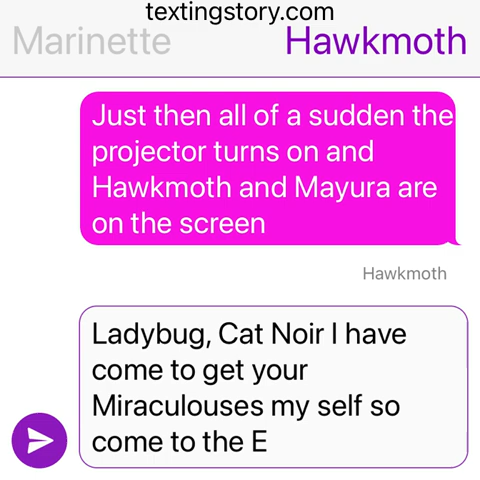 textingstory.com
Marinette Hawkmoth
Just then all of a sudden the
projector turns on and
Hawkmoth and Mayura are
on the screen
Hawkmoth
Ladybug, Cat Noir I have
come to get your
Miraculouses my self so
come to the E